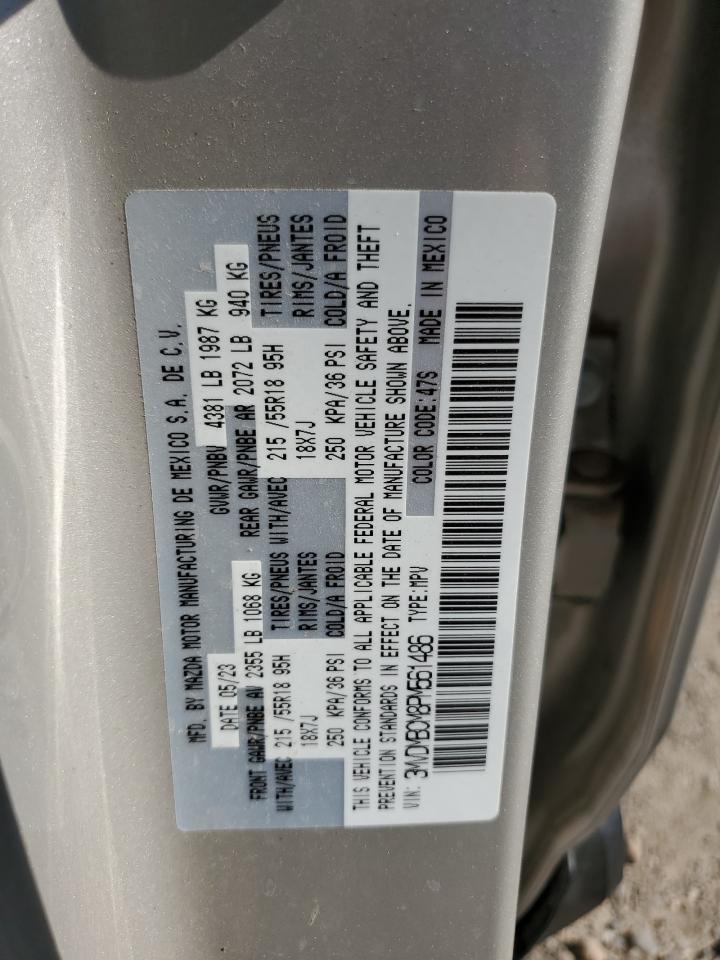 MFD. BY MAZDA MOTOR MANUFACTURING DE MEXICO S.A. DE C.V.
DATE 05/23 GVWR/PNBV 4381 LB 1987 KG
FRONT GAWR/PNBE AV 2355 LB 1068 KG REAR GAWR/PNBE AR 2072 LB 940 KG
WITH/AVEC 215 /55R18 95H TIRES/PNEUS WITH/AVEC 215 /55R18 95H TIRES/PNEUS
18X7J RIMS/JANTES 18X7J RIMS/JANTES
250 KPA/36 PSI COLD/A FROID 250 KPA/36 PSI COLD/A FROID
THIS VEHICLE CONFORMS TO ALL APPLICABLE FEDERAL MOTOR VEHICLE SAFETY AND THEFT
PREVENTION STANDARDS IN EFFECT ON THE DATE OF MANUFACTURE SHOWN ABOVE.
VIN: 3MVDMBCM8PM561486 TYPE:MPV COLOR CODE:47S MADE IN MEXICO